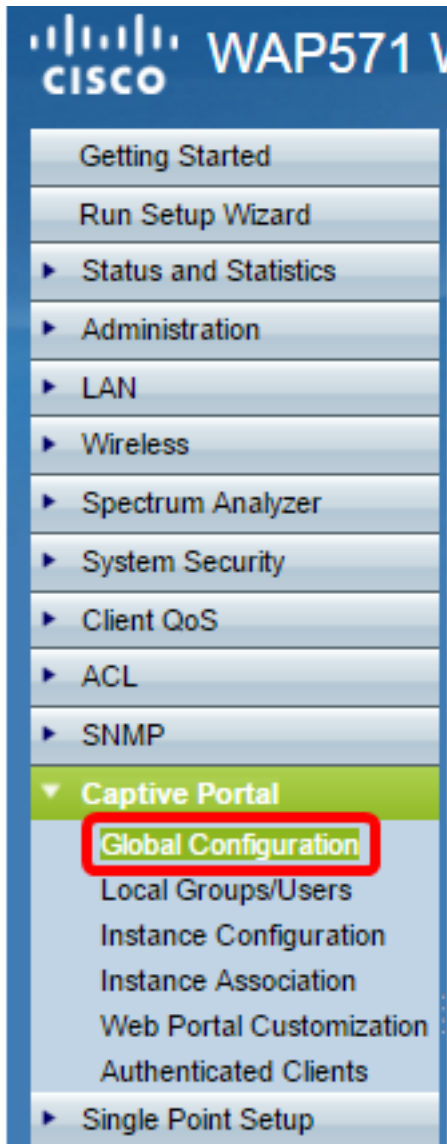 CISCO WAP571 W
Getting Started
Run Setup Wizard
Status and Statistics
Administration
LAN
Wireless
Spectrum Analyzer
System Security
Client QoS
ACL
SNMP
Captive Portal
Global Configuration
Local Groups/Users
Instance Configuration
Instance Association
Web Portal Customization
Authenticated Clients
Single Point Setup